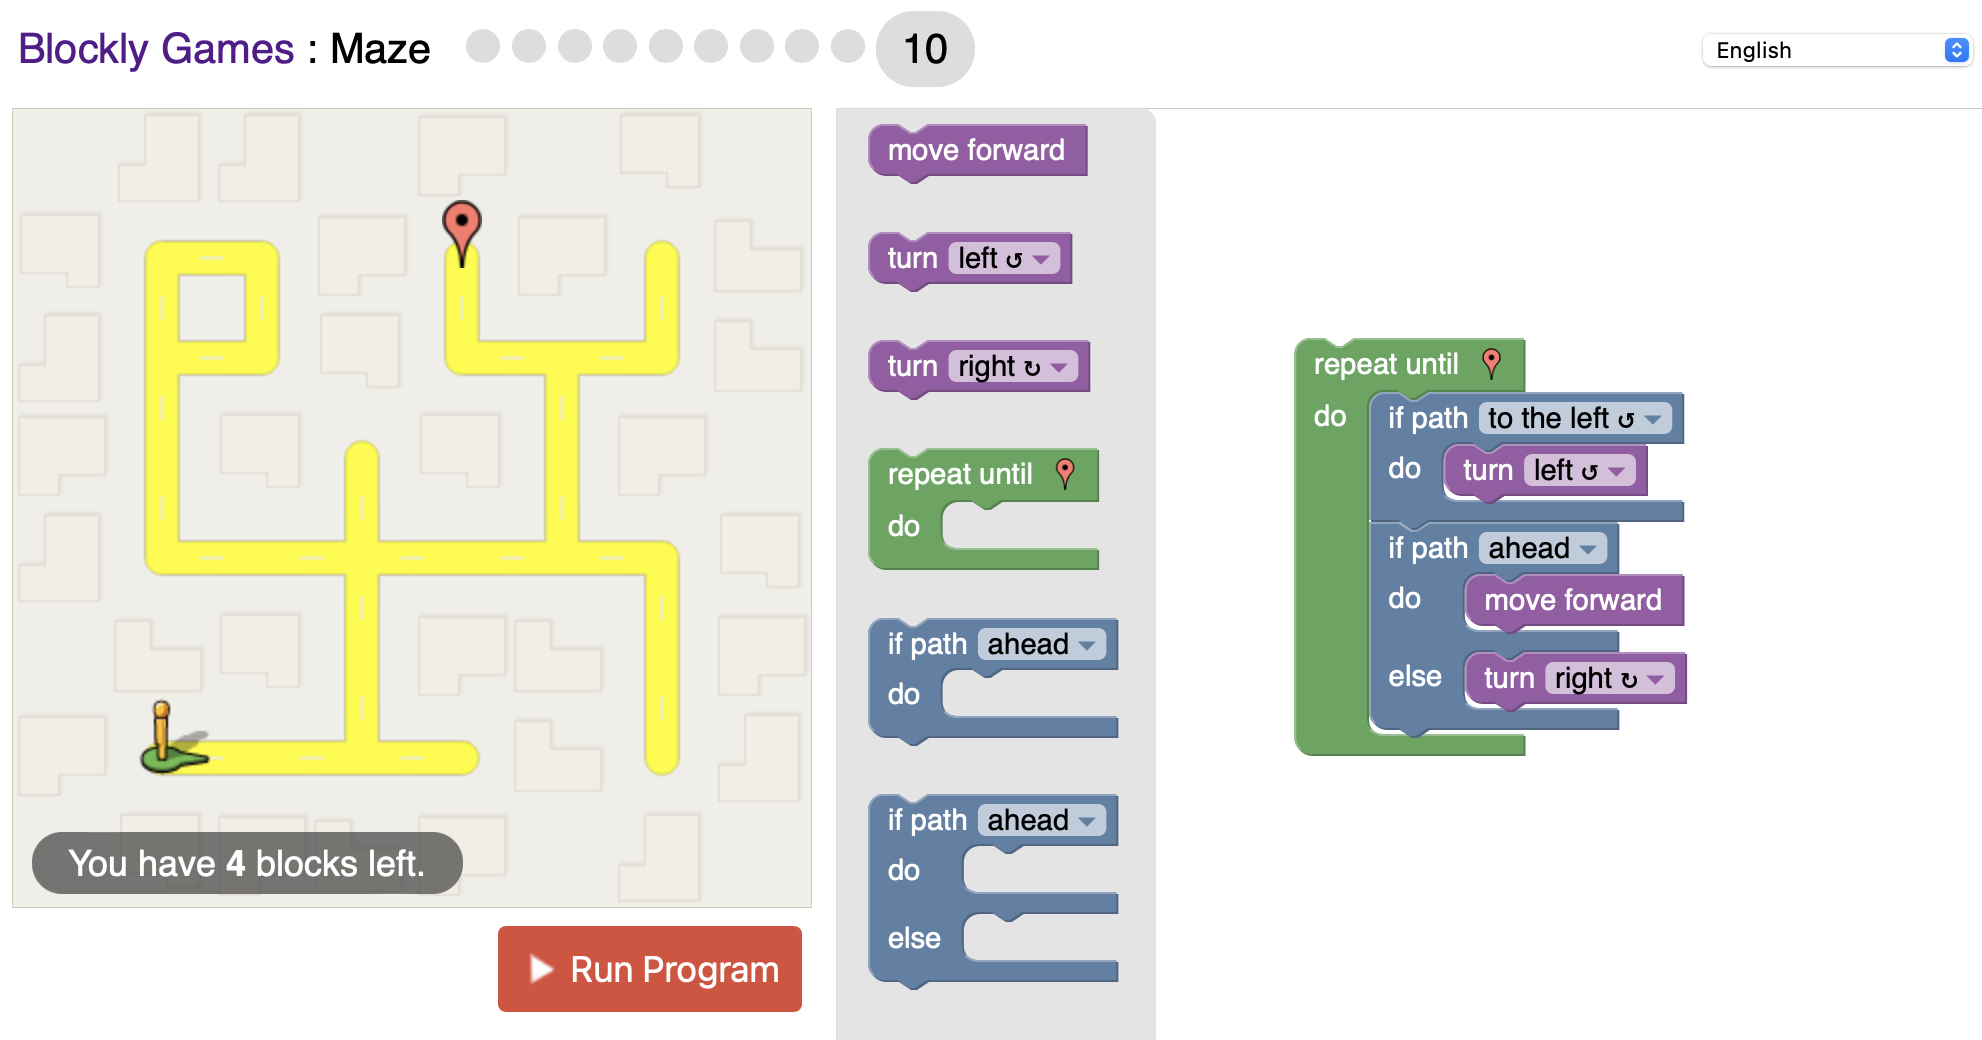 Blockly Games : Maze
10
English
You have 4 blocks left.
Run Program
move forward
turn left ↺
turn right ↻
repeat until
do
if path ahead
do
if path ahead
do
else
repeat until
do
if path to the left ↺
do turn left ↺
if path ahead
do move forward
else turn right ↻